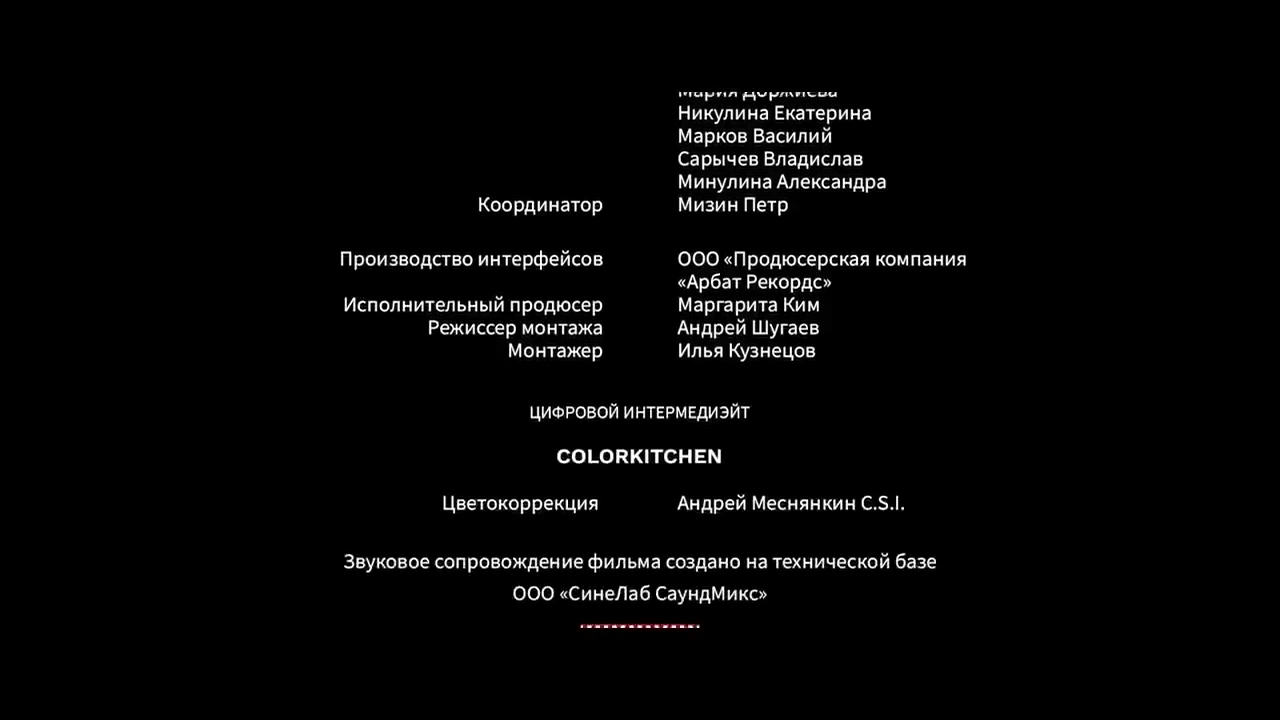 Мария Доржиева
Никулина Екатерина
Марков Василий
Сарычев Владислав
Минулина Александра
Координатор Мизин Петр
Производство интерфейсов ООО «Продюсерская компания
«Арбат Рекордс»
Исполнительный продюсер Маргарита Ким
Режиссер монтажа Андрей Шугаев
Монтажер Илья Кузнецов
ЦИФРОВОЙ ИНТЕРМЕДИЭЙТ
COLORKITCHEN
Цветокоррекция Андрей Меснянкин C.S.I.
Звуковое сопровождение фильма создано на технической базе
ООО «СинеЛаб СаундМикс»